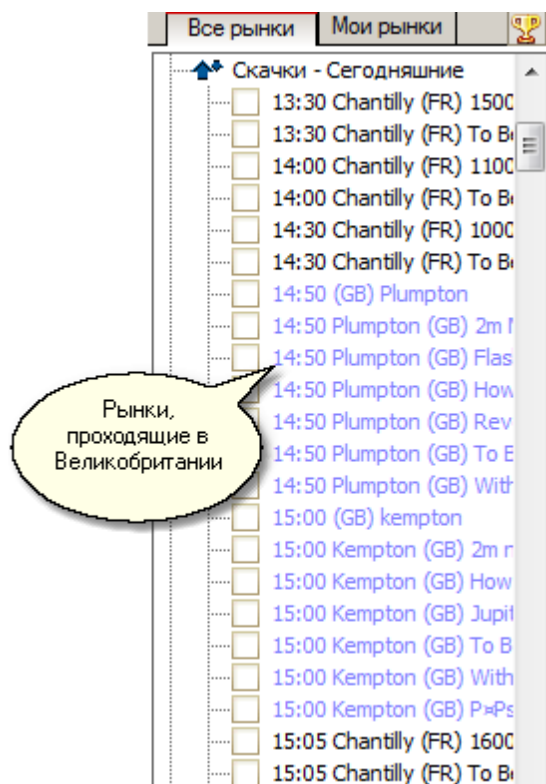 Все рынки Мои рынки
Скачки - Сегодняшние
13:30 Chantilly (FR) 1500
13:30 Chantilly (FR) To Be
14:00 Chantilly (FR) 1100
14:00 Chantilly (FR) To Be
14:30 Chantilly (FR) 1000
14:30 Chantilly (FR) To Be
14:50 (GB) Plumpton
14:50 Plumpton (GB) 2m
14:50 Plumpton (GB) Flas
14:50 Plumpton (GB) How
14:50 Plumpton (GB) Rev
14:50 Plumpton (GB) To B
14:50 Plumpton (GB) With
15:00 (GB) kempton
15:00 Kempton (GB) 2m
15:00 Kempton (GB) How
15:00 Kempton (GB) Jupit
15:00 Kempton (GB) To B
15:00 Kempton (GB) With
15:00 Kempton (GB) Р¤Рѕ
15:05 Chantilly (FR) 1600
15:05 Chantilly (FR) To Be
Рынки,
проходящие в
Великобритании